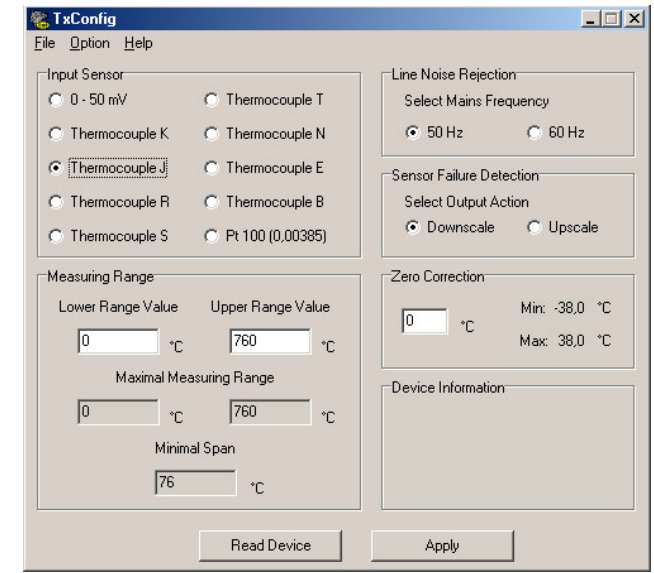 TxConfig
File Option Help
Input Sensor
0 - 50 mV Thermocouple T
Thermocouple K Thermocouple N
Thermocouple J Thermocouple E
Thermocouple R Thermocouple B
Thermocouple S Pt 100 (0,00385)
Line Noise Rejection
Select Mains Frequency
50 Hz 60 Hz
Sensor Failure Detection
Select Output Action
Downscale Upscale
Measuring Range
Lower Range Value Upper Range Value
0 °C 760 °C
Maximal Measuring Range
0 °C 760 °C
Minimal Span
76 °C
Zero Correction
0 °C
Min: -38,0 °C
Max: 38,0 °C
Device Information
Read Device Apply